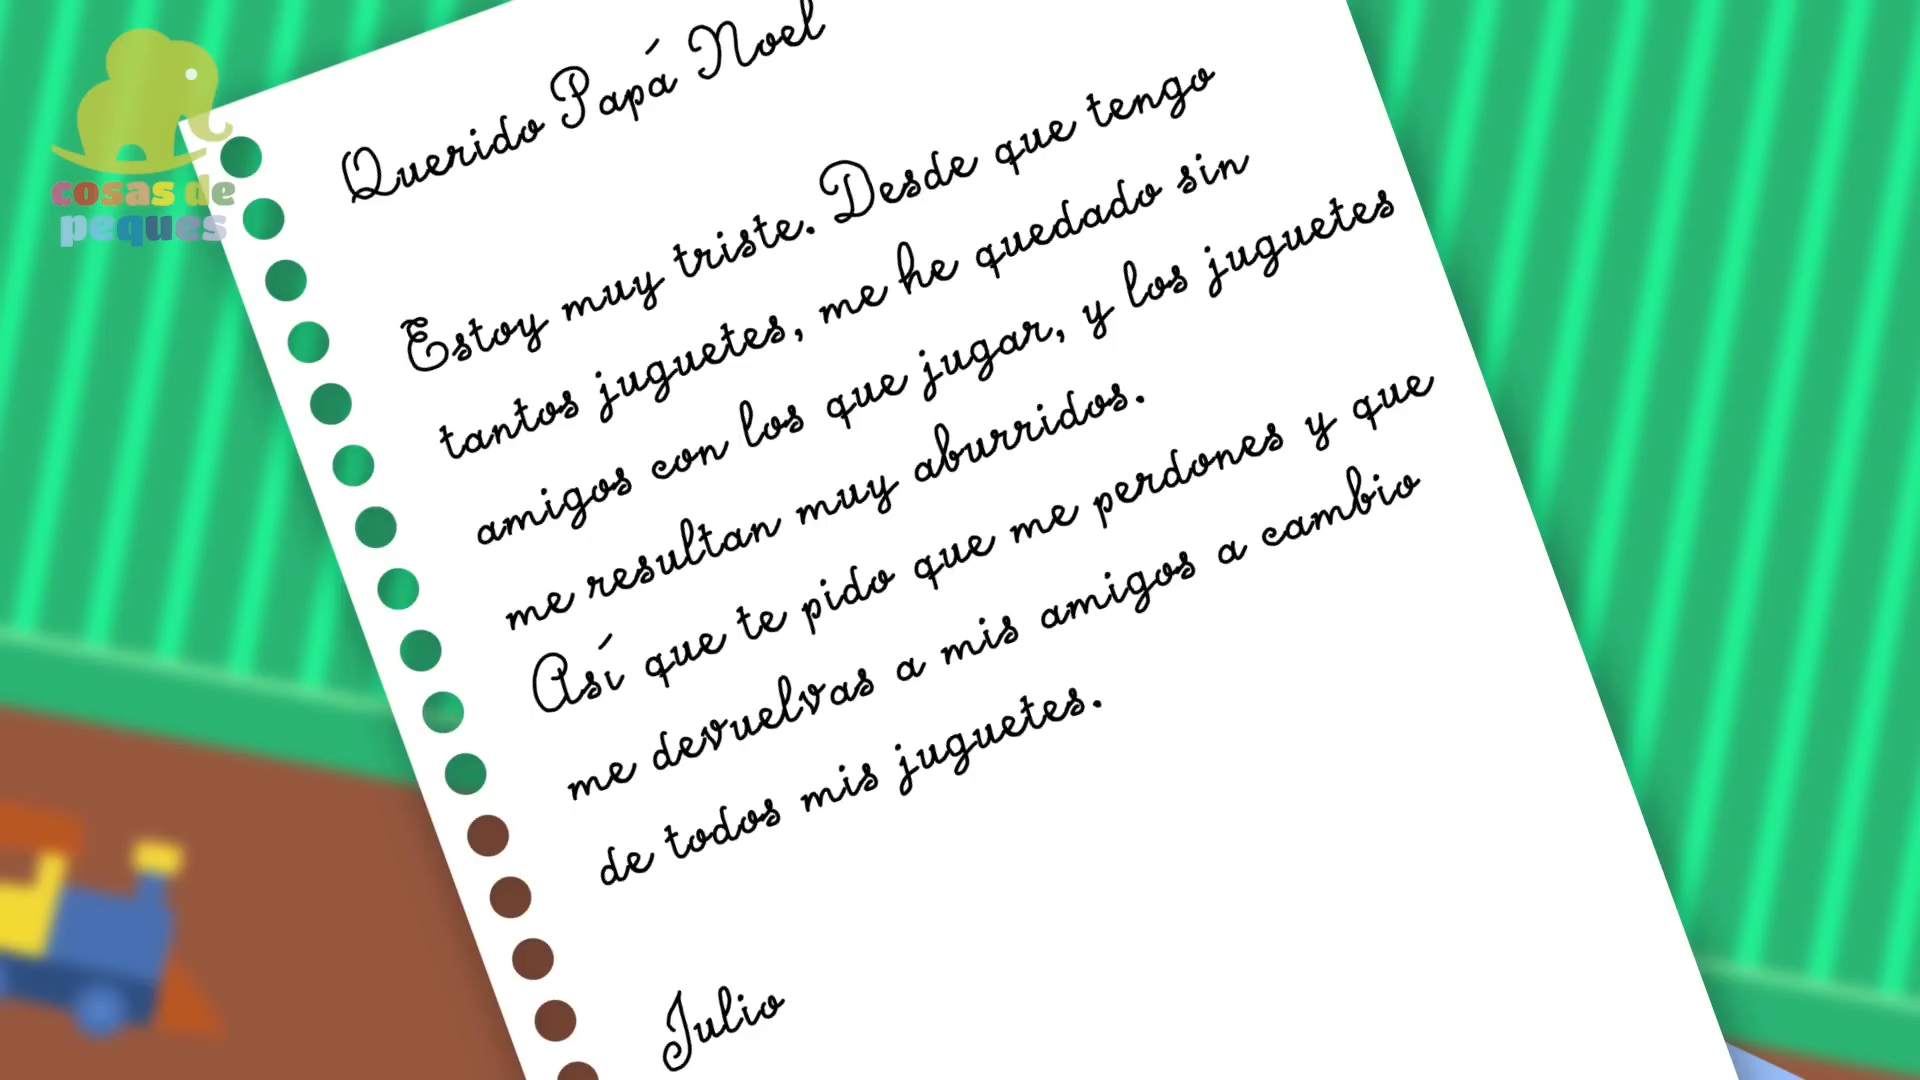 cosas de
peques
Querido Papá Noel
Estoy muy triste. Desde que tengo
tantos juguetes, me he quedado sin
amigos con los que jugar, y los juguetes
me resultan muy aburridos.
Así que te pido que me perdones y que
me devuelvas a mis amigos a cambio
de todos mis juguetes.
Julio